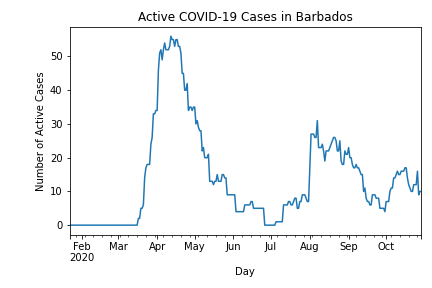 Active COVID-19 Cases in Barbados
Number of Active Cases
50
40
30
20
10
0
Feb Mar Apr May Jun Jul Aug Sep Oct
2020
Day